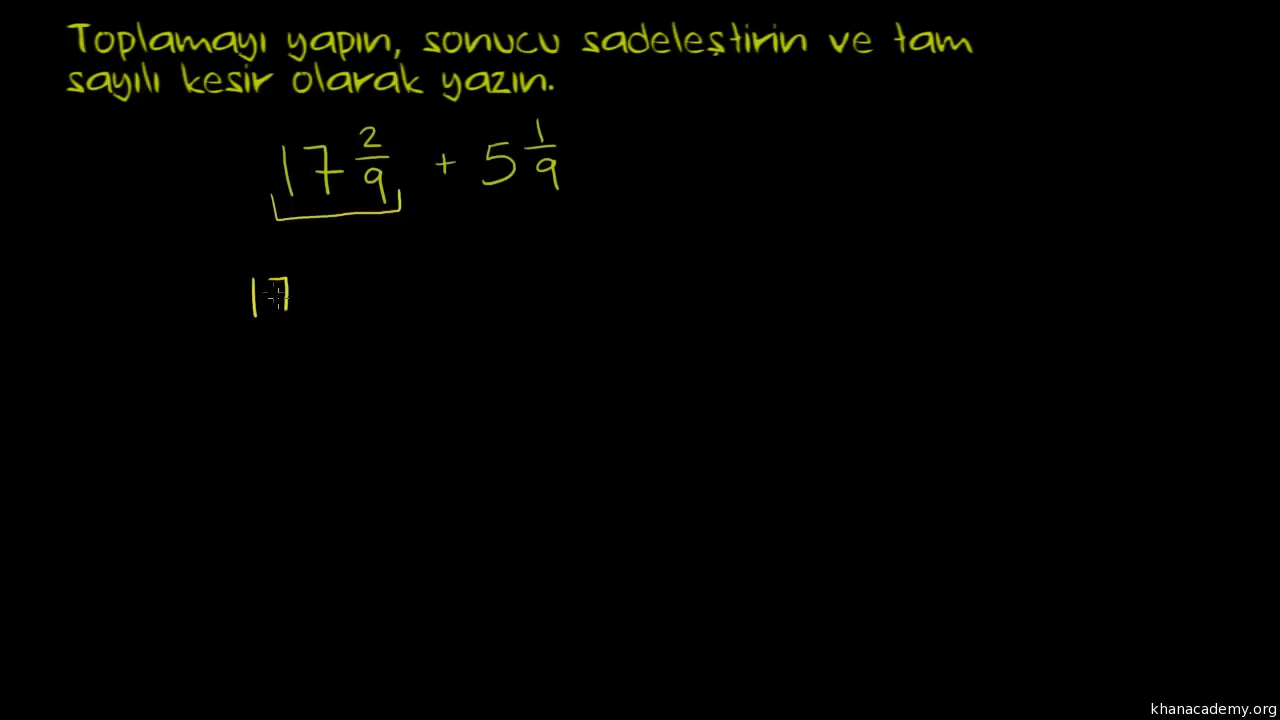 Toplamayı yapın, sonucu sadeleştirin ve tam
sayılı kesir olarak yazın.
17 2/9 + 5 1/9
17
khanacademy.org